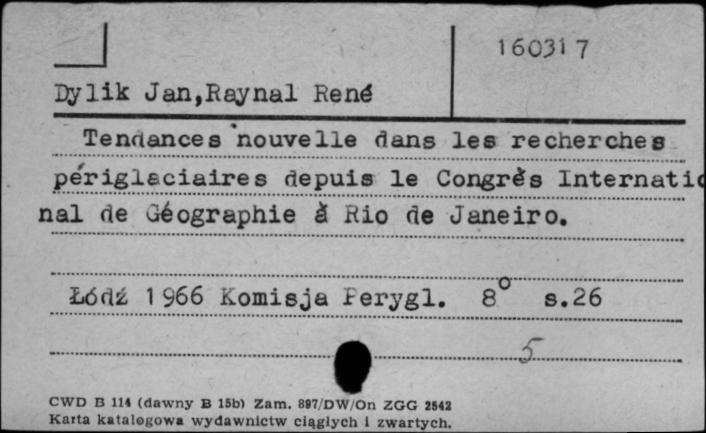 160317
Dylik Jan,Raynal René
Tendances nouvelle dans les recherches
périglaciaires depuis le Congrès Internatio
nal de Géographie à Rio de Janeiro.
Łódź 1966 Komisja Perygl. 8° s.26
5
CWD B 114 (dawny B 15b) Zam. 897/DW/On ZGG 2542
Karta katalogowa wydawnictw ciągłych i zwartych.